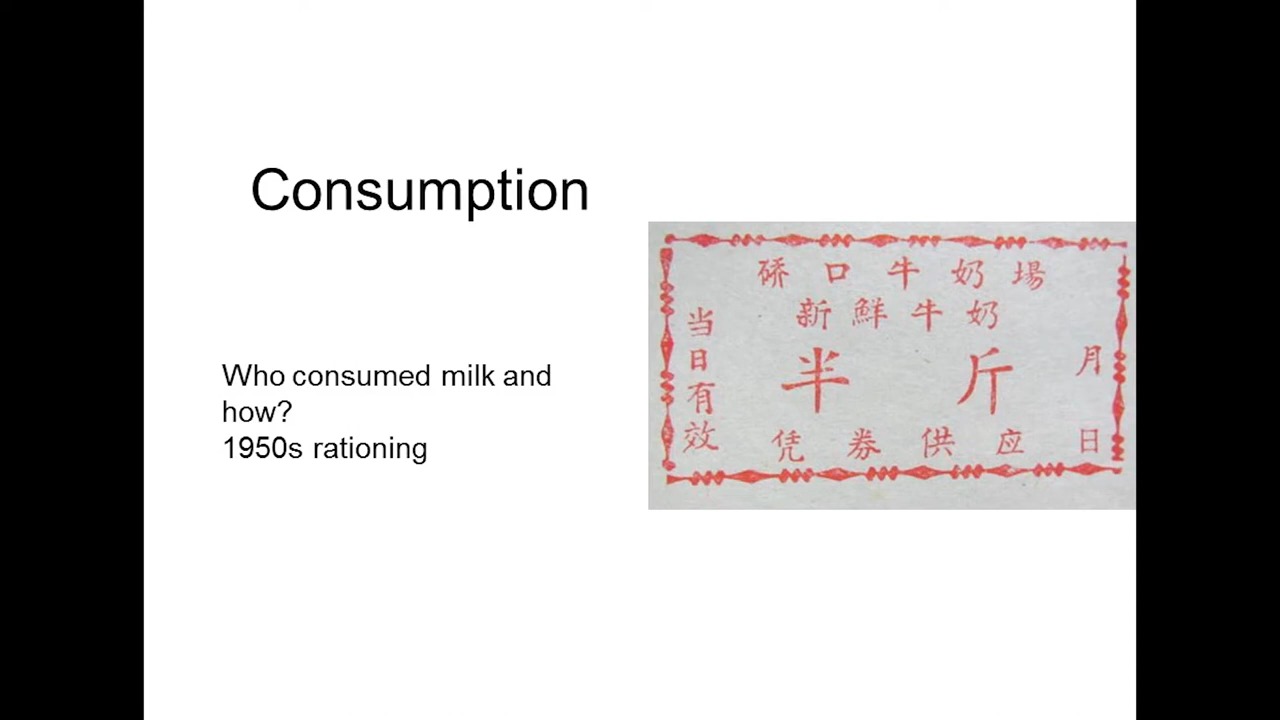 Consumption
Who consumed milk and
how?
1950s rationing
硚口牛奶場
新鮮牛奶
半斤
凭券供应
当日有效
月
日